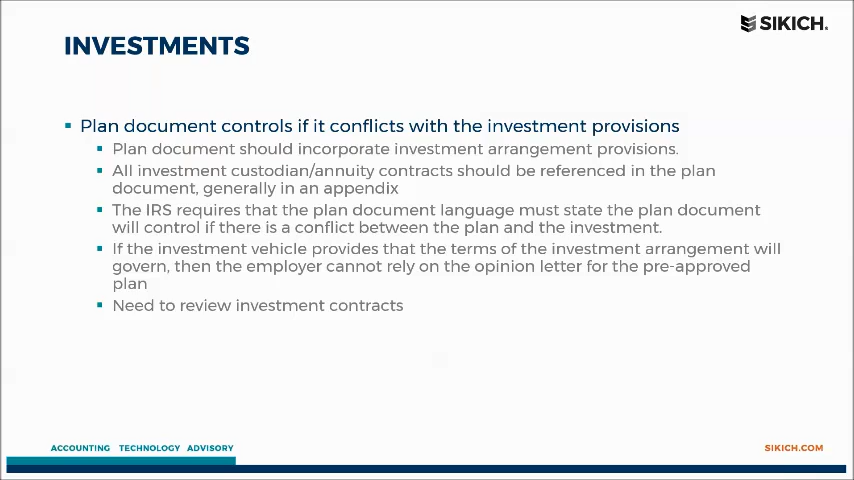 SIKICH.
INVESTMENTS
Plan document controls if it conflicts with the investment provisions
Plan document should incorporate investment arrangement provisions.
All investment custodian/annuity contracts should be referenced in the plan
document, generally in an appendix
The IRS requires that the plan document language must state the plan document
will control if there is a conflict between the plan and the investment.
If the investment vehicle provides that the terms of the investment arrangement will
govern, then the employer cannot rely on the opinion letter for the pre-approved
plan
Need to review investment contracts
ACCOUNTING TECHNOLOGY ADVISORY
SIKICH.COM